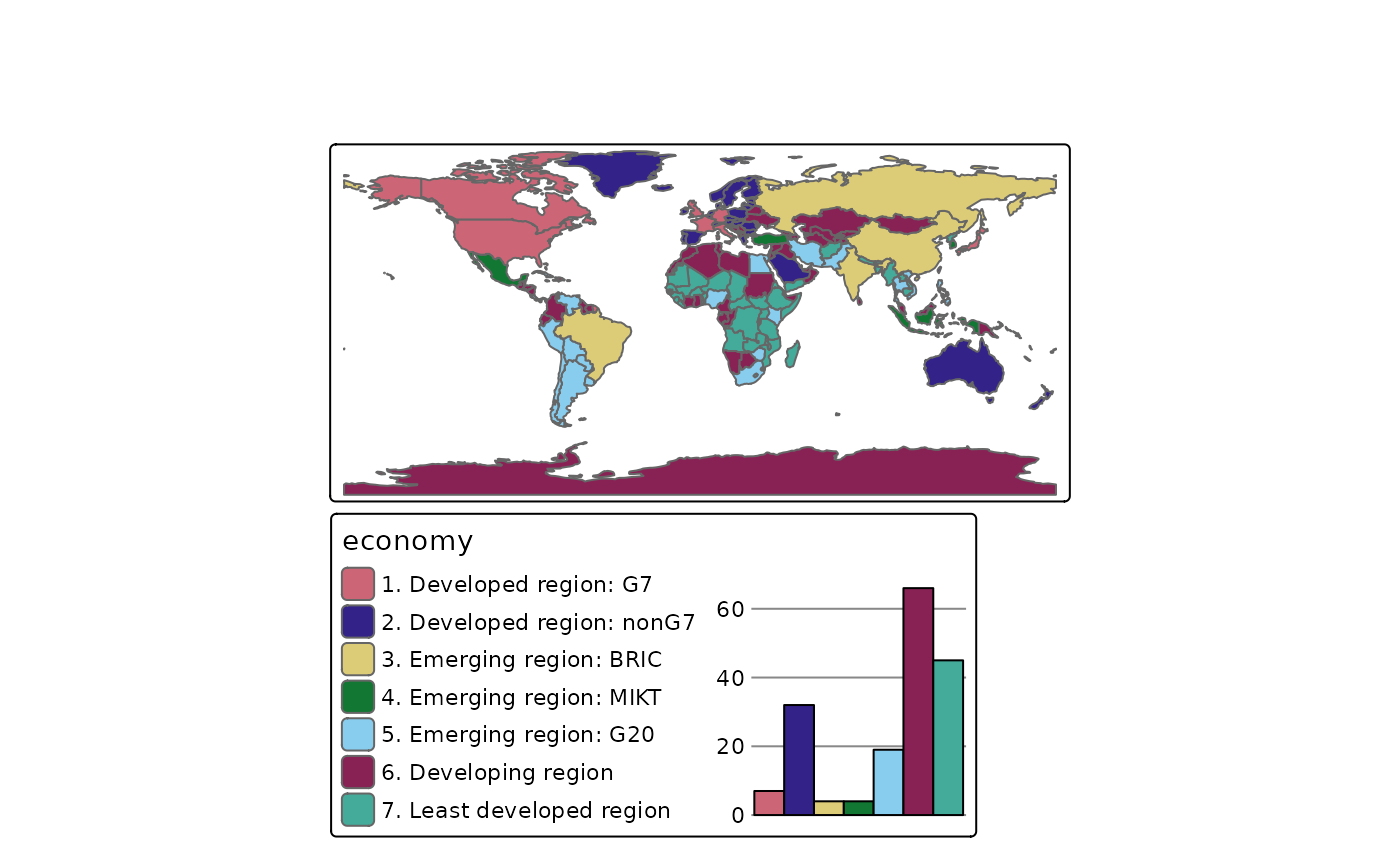 economy
1. Developed region: G7
2. Developed region: nonG7
3. Emerging region: BRIC
4. Emerging region: MIKT
5. Emerging region: G20
6. Developing region
7. Least developed region
60
40
20
0